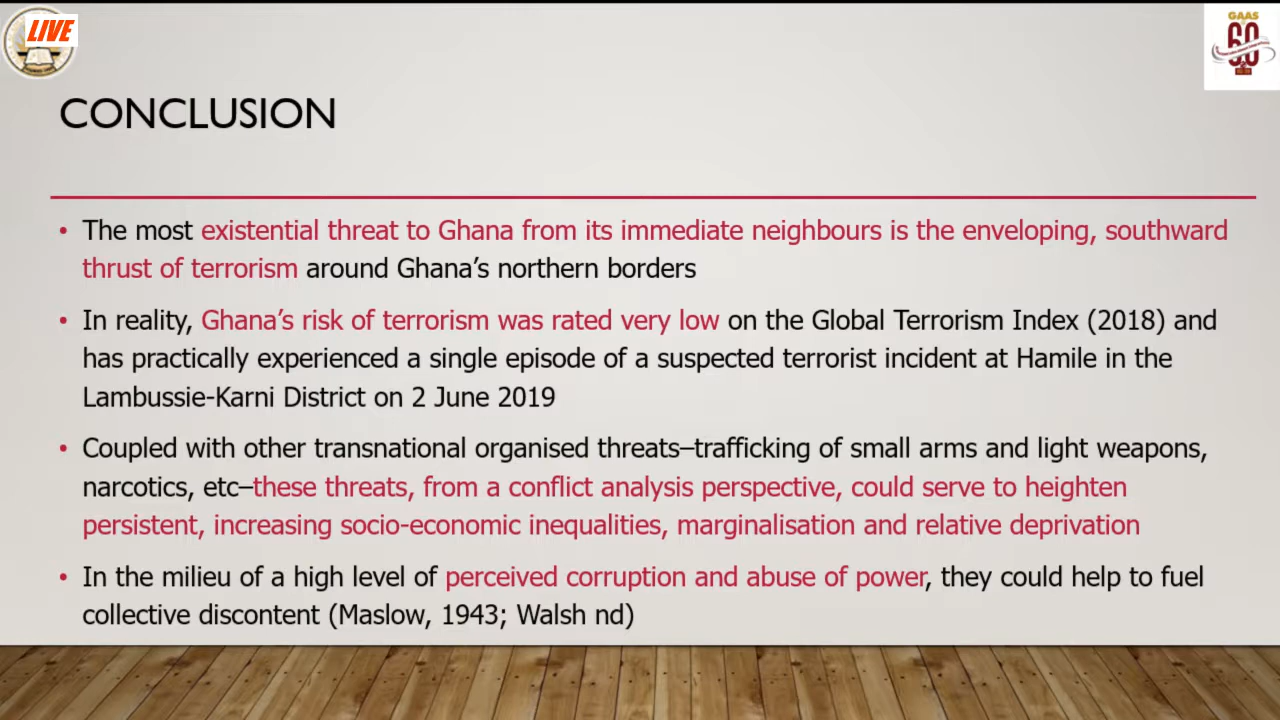 LIVE
GAAS
60
CONCLUSION
• The most existential threat to Ghana from its immediate neighbours is the enveloping, southward
thrust of terrorism around Ghana’s northern borders
• In reality, Ghana’s risk of terrorism was rated very low on the Global Terrorism Index (2018) and
has practically experienced a single episode of a suspected terrorist incident at Hamile in the
Lambussie-Karni District on 2 June 2019
• Coupled with other transnational organised threats–trafficking of small arms and light weapons,
narcotics, etc–these threats, from a conflict analysis perspective, could serve to heighten
persistent, increasing socio-economic inequalities, marginalisation and relative deprivation
• In the milieu of a high level of perceived corruption and abuse of power, they could help to fuel
collective discontent (Maslow, 1943; Walsh nd)